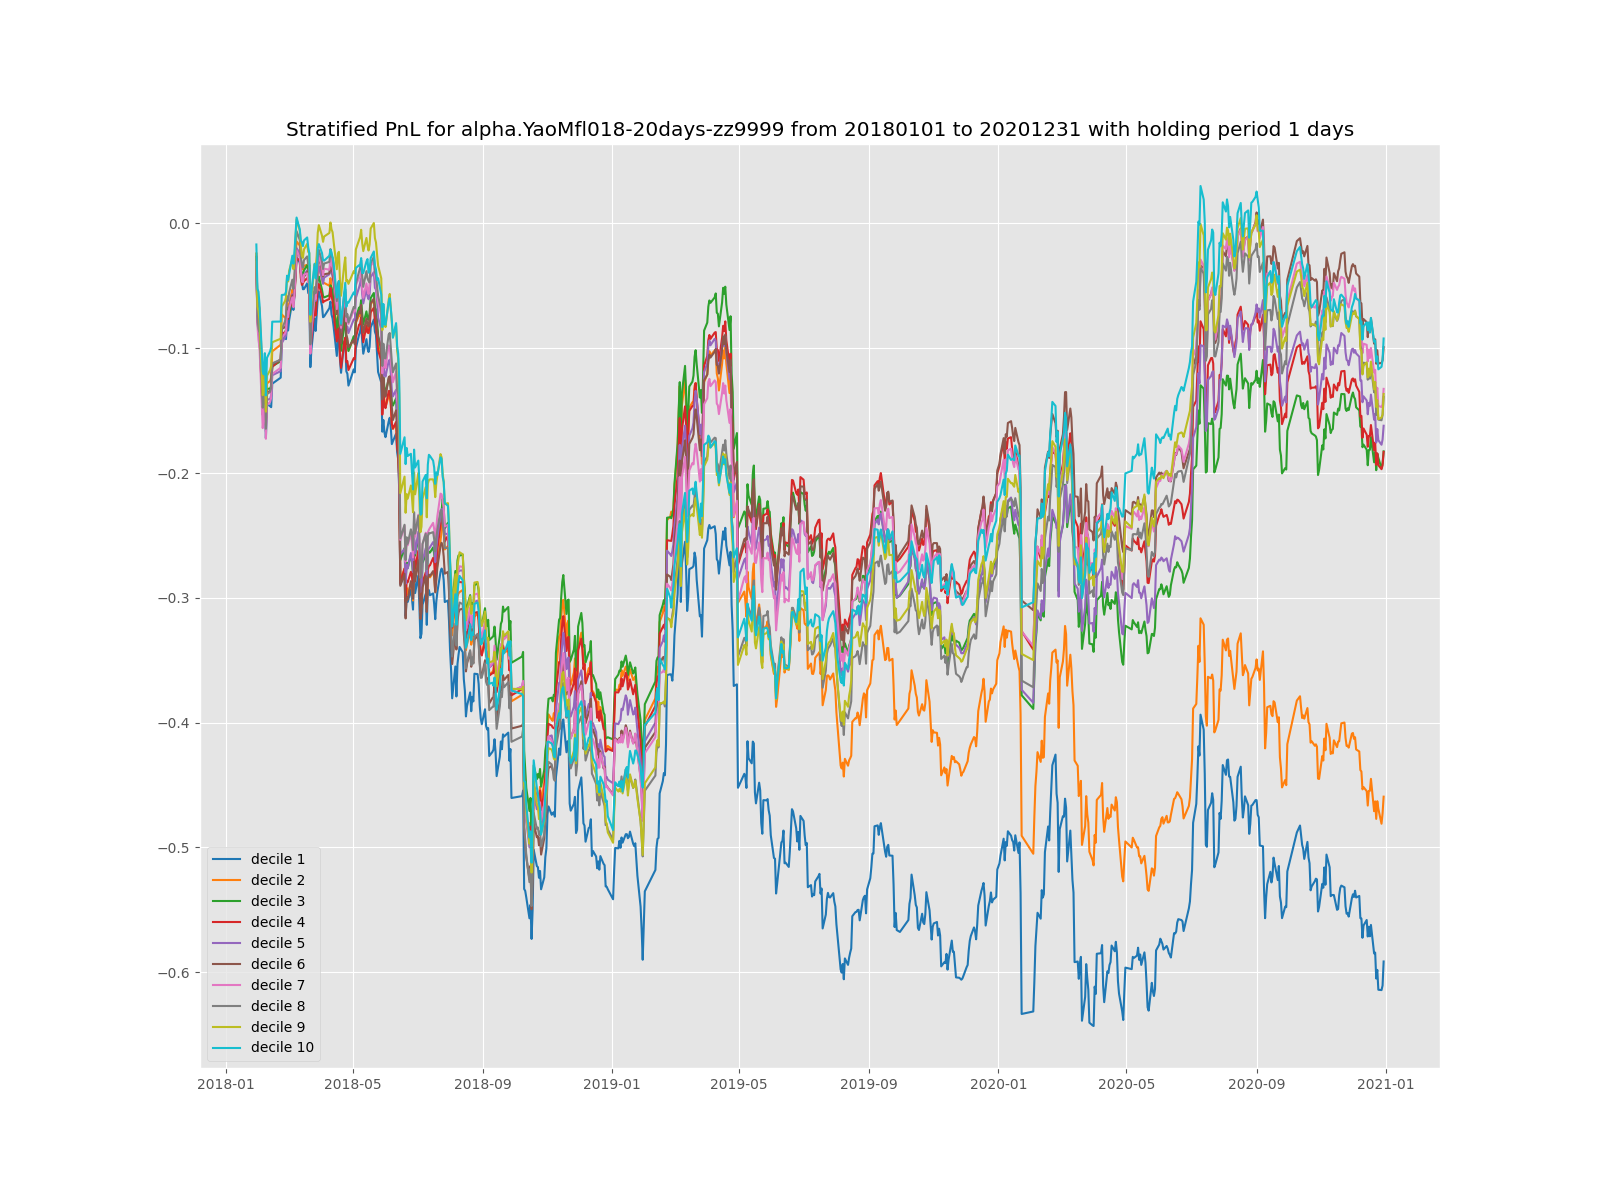 Stratified PnL for alpha.YaoMfl018-20days-zz9999 from 20180101 to 20201231 with holding period 1 days
0.0
−0.1
−0.2
−0.3
−0.4
−0.5
−0.6
decile 1
decile 2
decile 3
decile 4
decile 5
decile 6
decile 7
decile 8
decile 9
decile 10
2018-01 2018-05 2018-09 2019-01 2019-05 2019-09 2020-01 2020-05 2020-09 2021-01